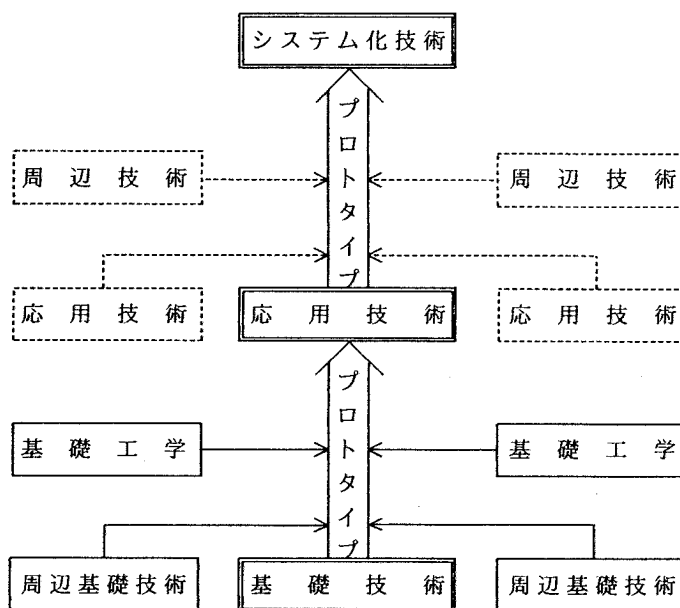 システム化技術
プロトタイプ
周辺技術
周辺技術
応用技術
応用技術
応用技術
プロトタイプ
基礎工学
基礎工学
周辺基礎技術
基礎技術
周辺基礎技術